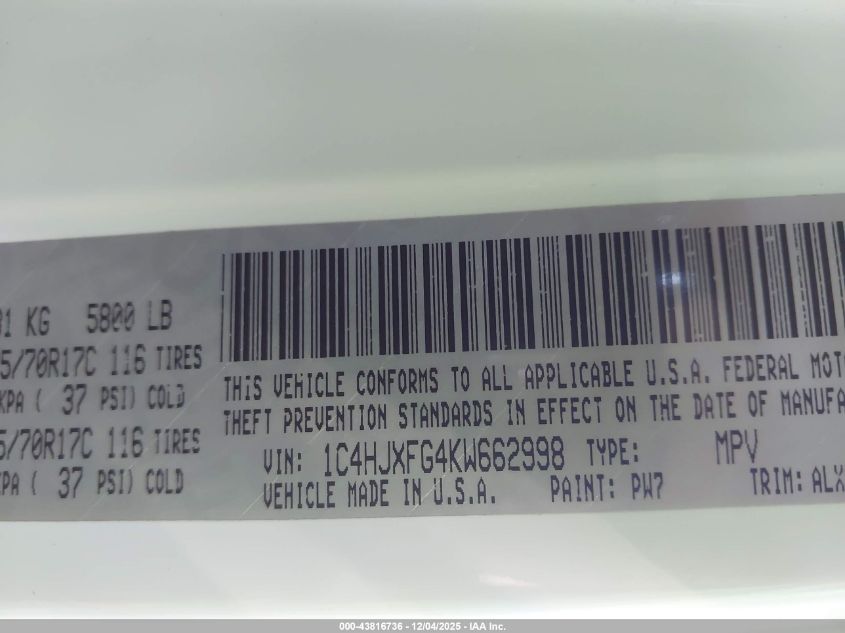 31 KG 5800 LB
5/70R17C 116 TIRES
KPA ( 37 PSI) COLD
5/70R17C 116 TIRES
KPA ( 37 PSI) COLD
THIS VEHICLE CONFORMS TO ALL APPLICABLE U.S.A. FEDERAL MOT
THEFT PREVENTION STANDARDS IN EFFECT ON THE DATE OF MANUFA
VIN: 1C4HJXFG4KW662998 TYPE: MPV
VEHICLE MADE IN U.S.A. PAINT: PW7 TRIM: ALX
000-43816736 - 12/04/2025 - IAA Inc.